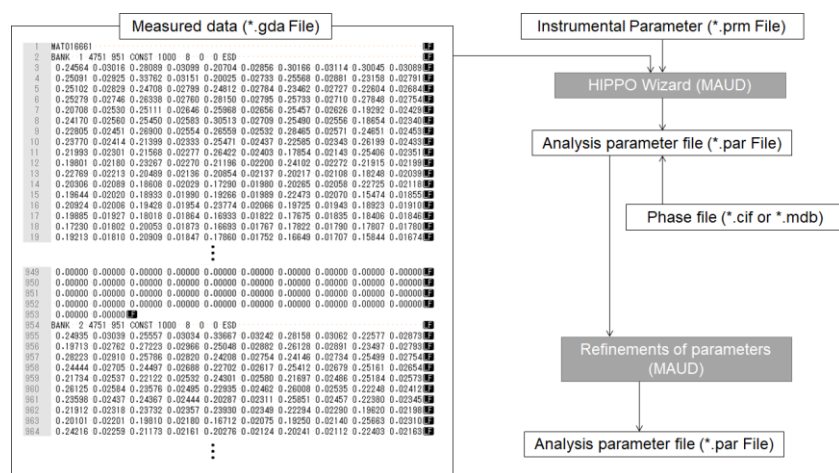 Measured data (*.gda File)
1 MAT016661
2 BANK 1 4751 951 CONST 1000 8 0 0 ESD
3 0.24564 0.03016 0.28089 0.03099 0.20704 0.02856 0.30166 0.03114 0.30045 0.03089
4 0.25091 0.02925 0.33762 0.03151 0.20025 0.02733 0.25568 0.02881 0.23158 0.02791
5 0.25102 0.02829 0.24708 0.02799 0.24812 0.02784 0.23462 0.02727 0.22604 0.02684
6 0.25279 0.02746 0.26338 0.02760 0.28150 0.02795 0.25733 0.02710 0.27848 0.02754
7 0.20708 0.02530 0.25111 0.02646 0.25968 0.02656 0.25457 0.02626 0.19292 0.02429
8 0.24170 0.02560 0.25450 0.02583 0.30513 0.02709 0.25490 0.02556 0.18654 0.02340
9 0.22805 0.02451 0.26900 0.02554 0.26559 0.02532 0.28465 0.02571 0.24651 0.02453
10 0.23770 0.02414 0.21399 0.02333 0.25471 0.02437 0.22585 0.02343 0.26199 0.02433
11 0.21993 0.02301 0.21568 0.02277 0.26422 0.02403 0.17854 0.02143 0.25406 0.02351
12 0.19801 0.02180 0.23267 0.02270 0.21196 0.02200 0.24102 0.02272 0.21915 0.02199
13 0.22769 0.02213 0.20489 0.02136 0.20854 0.02137 0.20217 0.02108 0.18248 0.02039
14 0.20306 0.02089 0.18608 0.02029 0.17290 0.01980 0.20265 0.02058 0.22725 0.02118
15 0.19644 0.02020 0.18933 0.01990 0.19266 0.01989 0.22473 0.02070 0.15474 0.01855
16 0.20924 0.02006 0.19428 0.01954 0.23774 0.02066 0.19725 0.01943 0.18923 0.01910
17 0.19885 0.01927 0.18018 0.01864 0.16933 0.01822 0.17675 0.01835 0.18406 0.01846
18 0.17230 0.01802 0.20053 0.01873 0.16693 0.01767 0.17822 0.01790 0.17807 0.01780
19 0.19213 0.01810 0.20909 0.01847 0.17860 0.01752 0.16649 0.01707 0.15844 0.01674
949 0.00000 0.00000 0.00000 0.00000 0.00000 0.00000 0.00000 0.00000 0.00000 0.00000
950 0.00000 0.00000 0.00000 0.00000 0.00000 0.00000 0.00000 0.00000 0.00000 0.00000
951 0.00000 0.00000 0.00000 0.00000 0.00000 0.00000 0.00000 0.00000 0.00000 0.00000
952 0.00000 0.00000 0.00000 0.00000 0.00000 0.00000 0.00000 0.00000 0.00000 0.00000
953 0.00000 0.00000
954 BANK 2 4751 951 CONST 1000 8 0 0 ESD
955 0.24935 0.03039 0.25557 0.03034 0.33667 0.03242 0.28158 0.03062 0.22577 0.02873
956 0.19713 0.02762 0.27223 0.02966 0.25048 0.02882 0.26128 0.02891 0.23497 0.02793
957 0.28223 0.02910 0.25786 0.02820 0.24208 0.02754 0.24146 0.02734 0.25499 0.02754
958 0.24444 0.02705 0.24497 0.02688 0.22702 0.02617 0.25412 0.02679 0.25161 0.02654
959 0.21734 0.02537 0.22122 0.02532 0.24301 0.02580 0.21697 0.02486 0.25184 0.02573
960 0.26125 0.02584 0.23576 0.02495 0.22935 0.02462 0.26008 0.02535 0.22248 0.02412
961 0.23598 0.02437 0.24367 0.02444 0.20287 0.02311 0.25851 0.02457 0.22380 0.02345
962 0.21912 0.02318 0.23732 0.02357 0.23930 0.02349 0.22294 0.02290 0.19620 0.02198
963 0.20101 0.02201 0.19810 0.02180 0.16712 0.02075 0.19250 0.02140 0.25663 0.02310
964 0.24216 0.02259 0.21173 0.02161 0.20276 0.02124 0.20241 0.02112 0.22403 0.02163
Instrumental Parameter (*.prm File)
HIPPO Wizard (MAUD)
Analysis parameter file (*.par File)
Phase file (*.cif or *.mdb)
Refinements of parameters
(MAUD)
Analysis parameter file (*.par File)